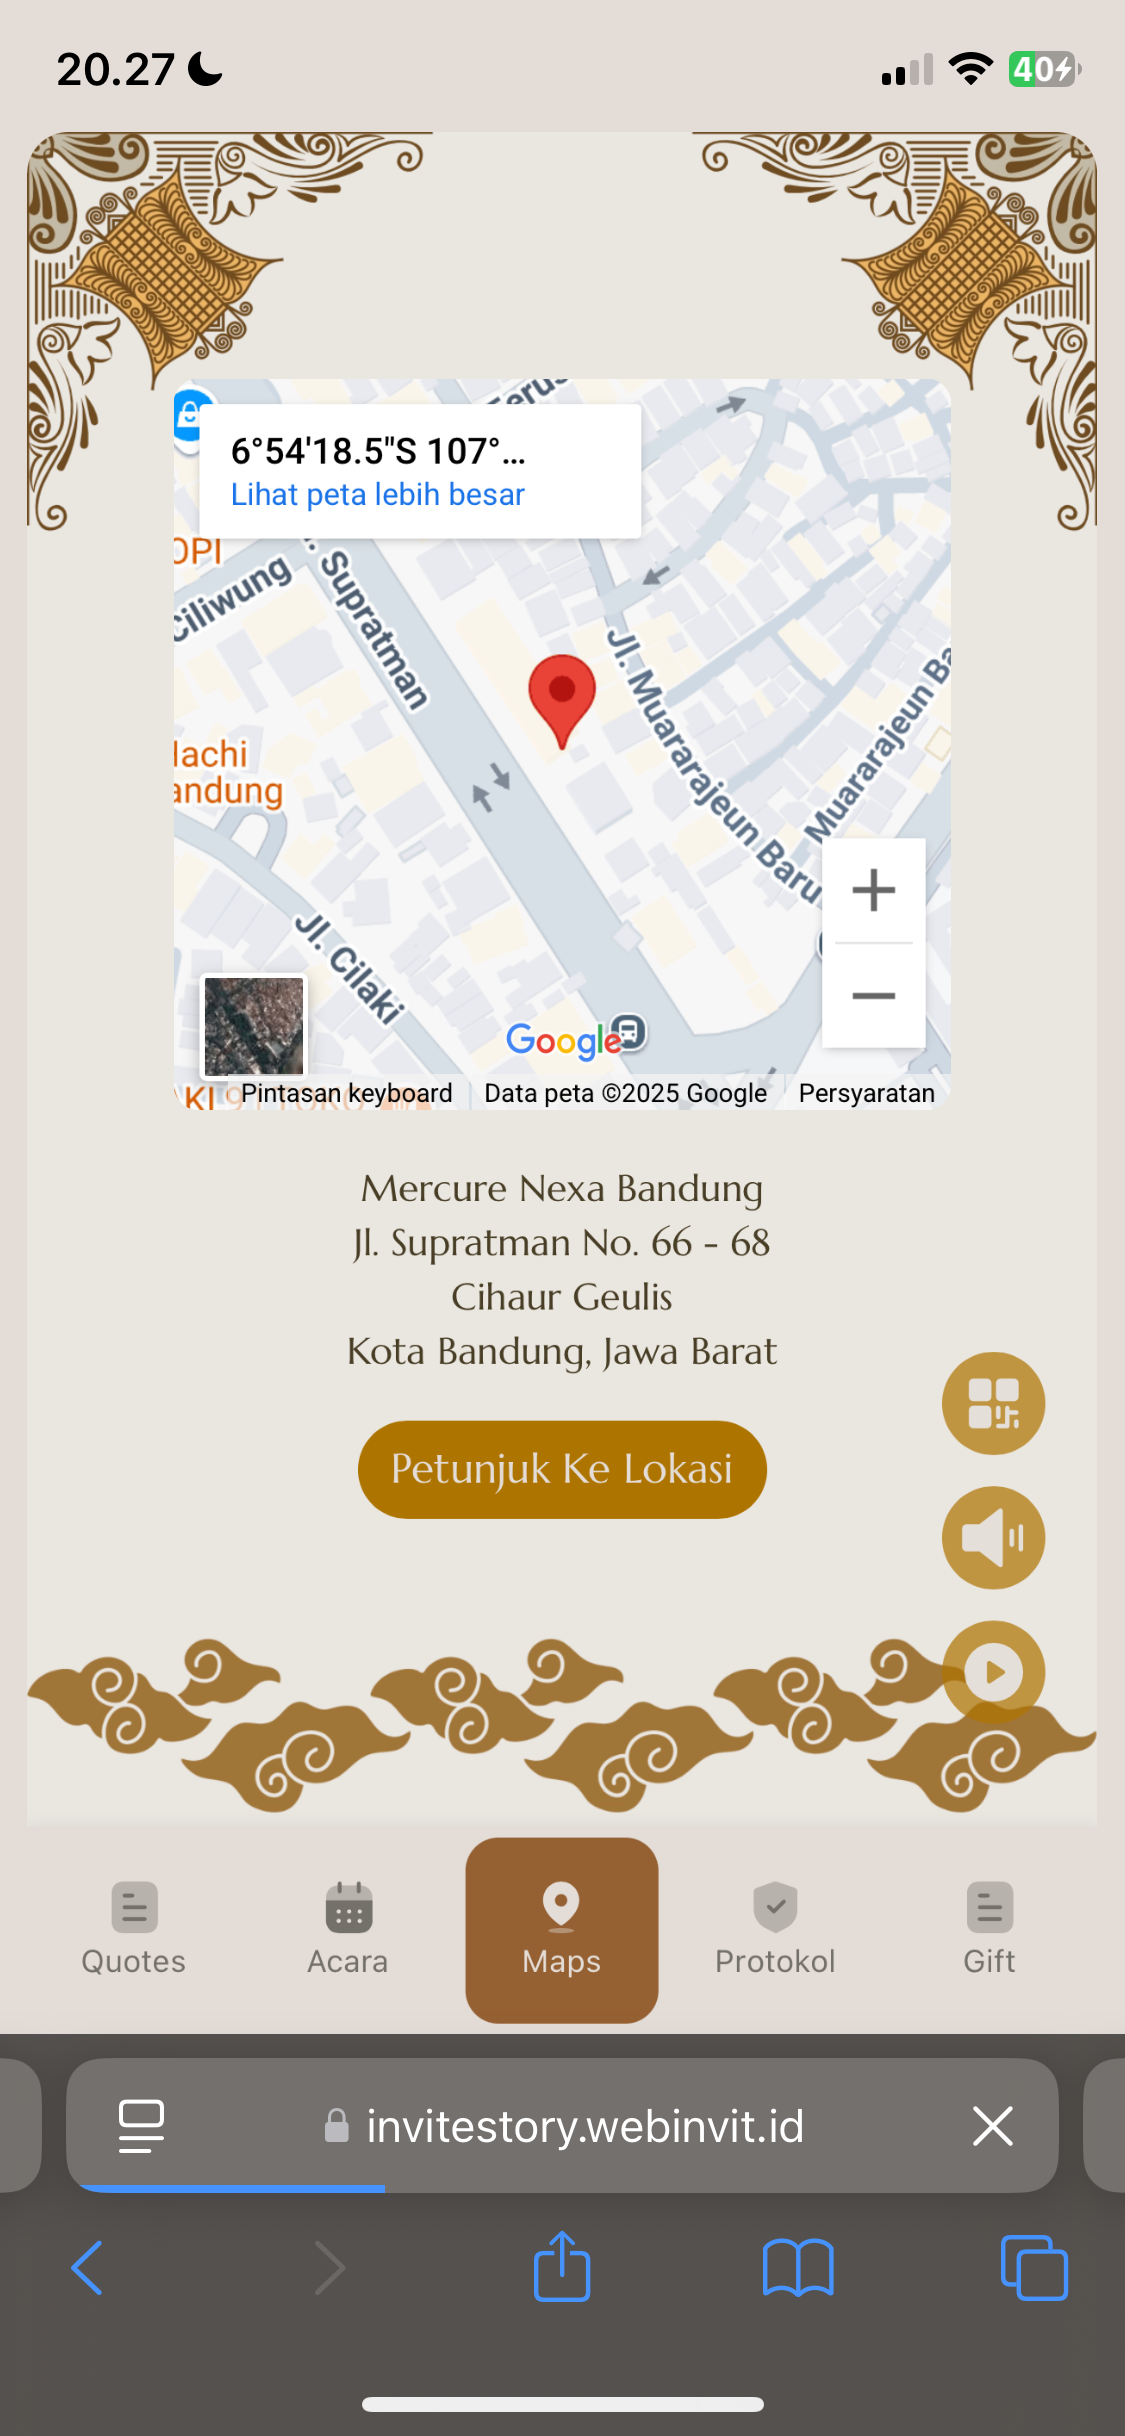 20.27
40
Terus
6°54'18.5"S 107°...
Lihat peta lebih besar
OPI
Ciliwung
Supratman
Jl. Muararajeun Baru
Muararajeun Ba
Hachi
andung
Jl. Cilaki
Google
Pintasan keyboard
Data peta ©2025 Google
Persyaratan
Mercure Nexa Bandung
Jl. Supratman No. 66 - 68
Cihaur Geulis
Kota Bandung, Jawa Barat
Petunjuk Ke Lokasi
Quotes
Acara
Maps
Protokol
Gift
invitestory.webinvit.id